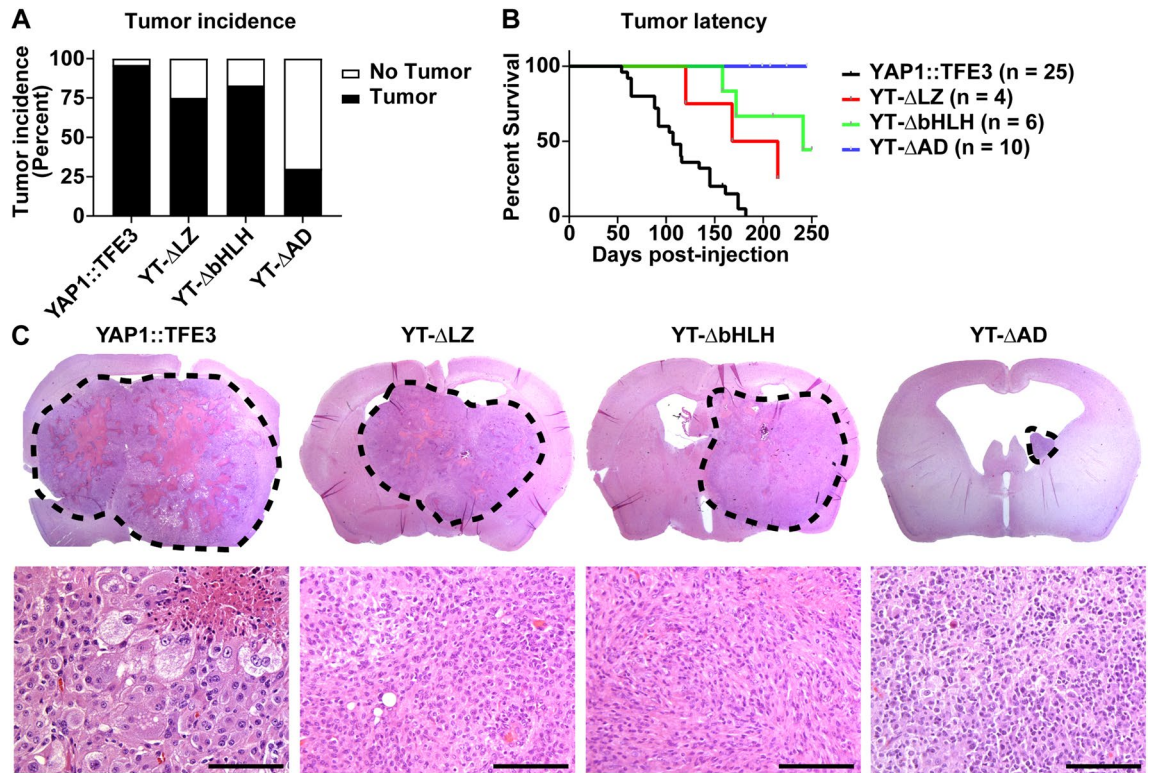 A
Tumor incidence
Tumor incidence
(Percent)
100
75
50
25
0
No Tumor
Tumor
YAP1::TFE3
YT-ΔLZ
YT-ΔbHLH
YT-ΔAD
B
Tumor latency
Percent Survival
100
50
0
0 50 100 150 200 250
Days post-injection
YAP1::TFE3 (n = 25)
YT-ΔLZ (n = 4)
YT-ΔbHLH (n = 6)
YT-ΔAD (n = 10)
C
YAP1::TFE3 YT-ΔLZ YT-ΔbHLH YT-ΔAD